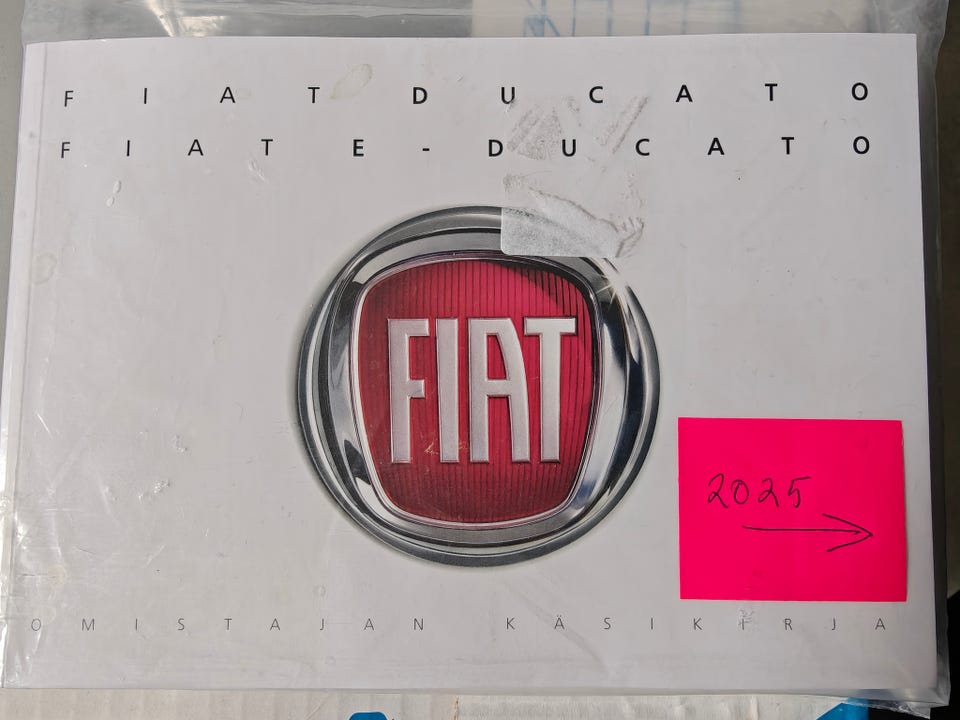 FIAT DUCATO
FIAT E-DUCATO
FIAT
2025
OMISTAJAN KÄSIKIRJA